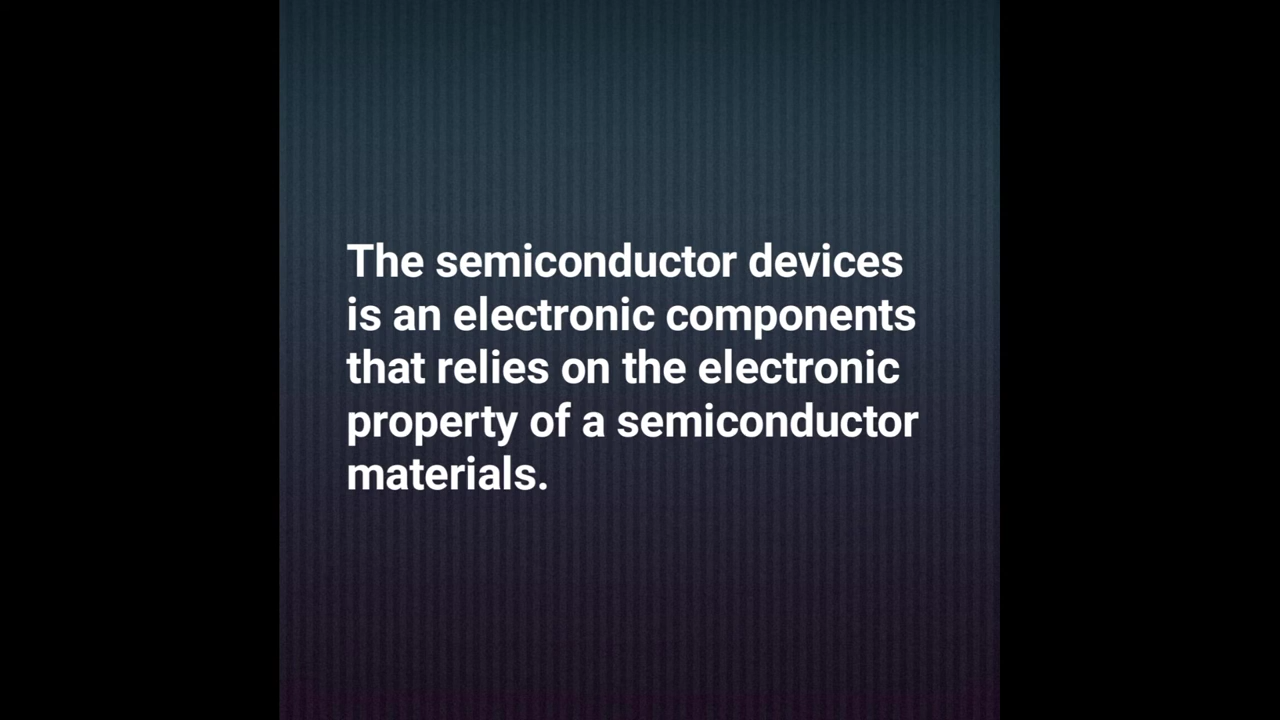 The semiconductor devices
is an electronic components
that relies on the electronic
property of a semiconductor
materials.